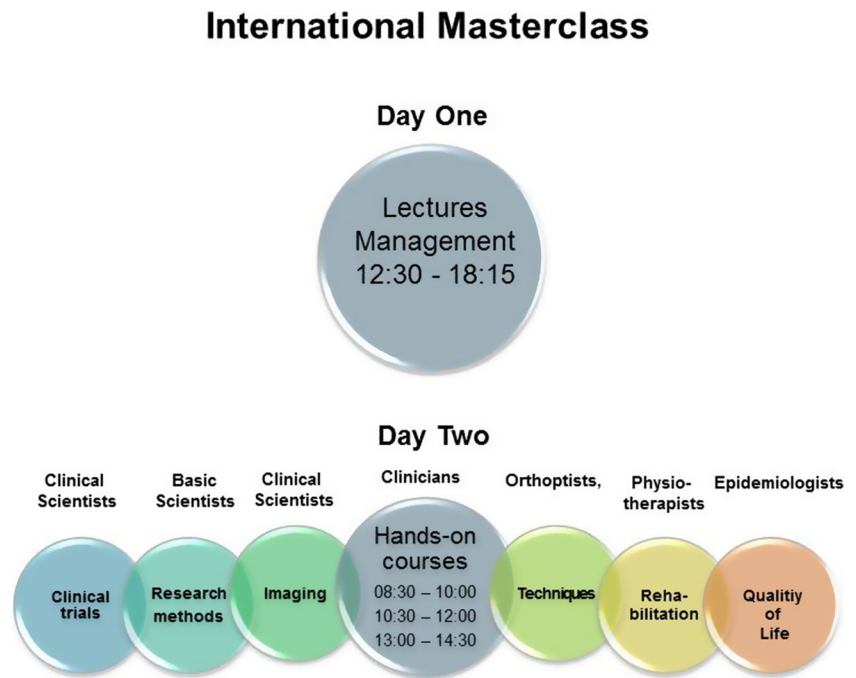 International Masterclass
Day One
Lectures
Management
12:30 - 18:15
Day Two
Clinical
Scientists
Basic
Scientists
Clinical
Scientists
Clinicians
Orthoptists,
Physio-
therapists
Epidemiologists
Clinical
trials
Research
methods
Imaging
Hands-on
courses
08:30 – 10:00
10:30 – 12:00
13:00 – 14:30
Techniques
Reha-
bilitation
Qualitiy
of
Life